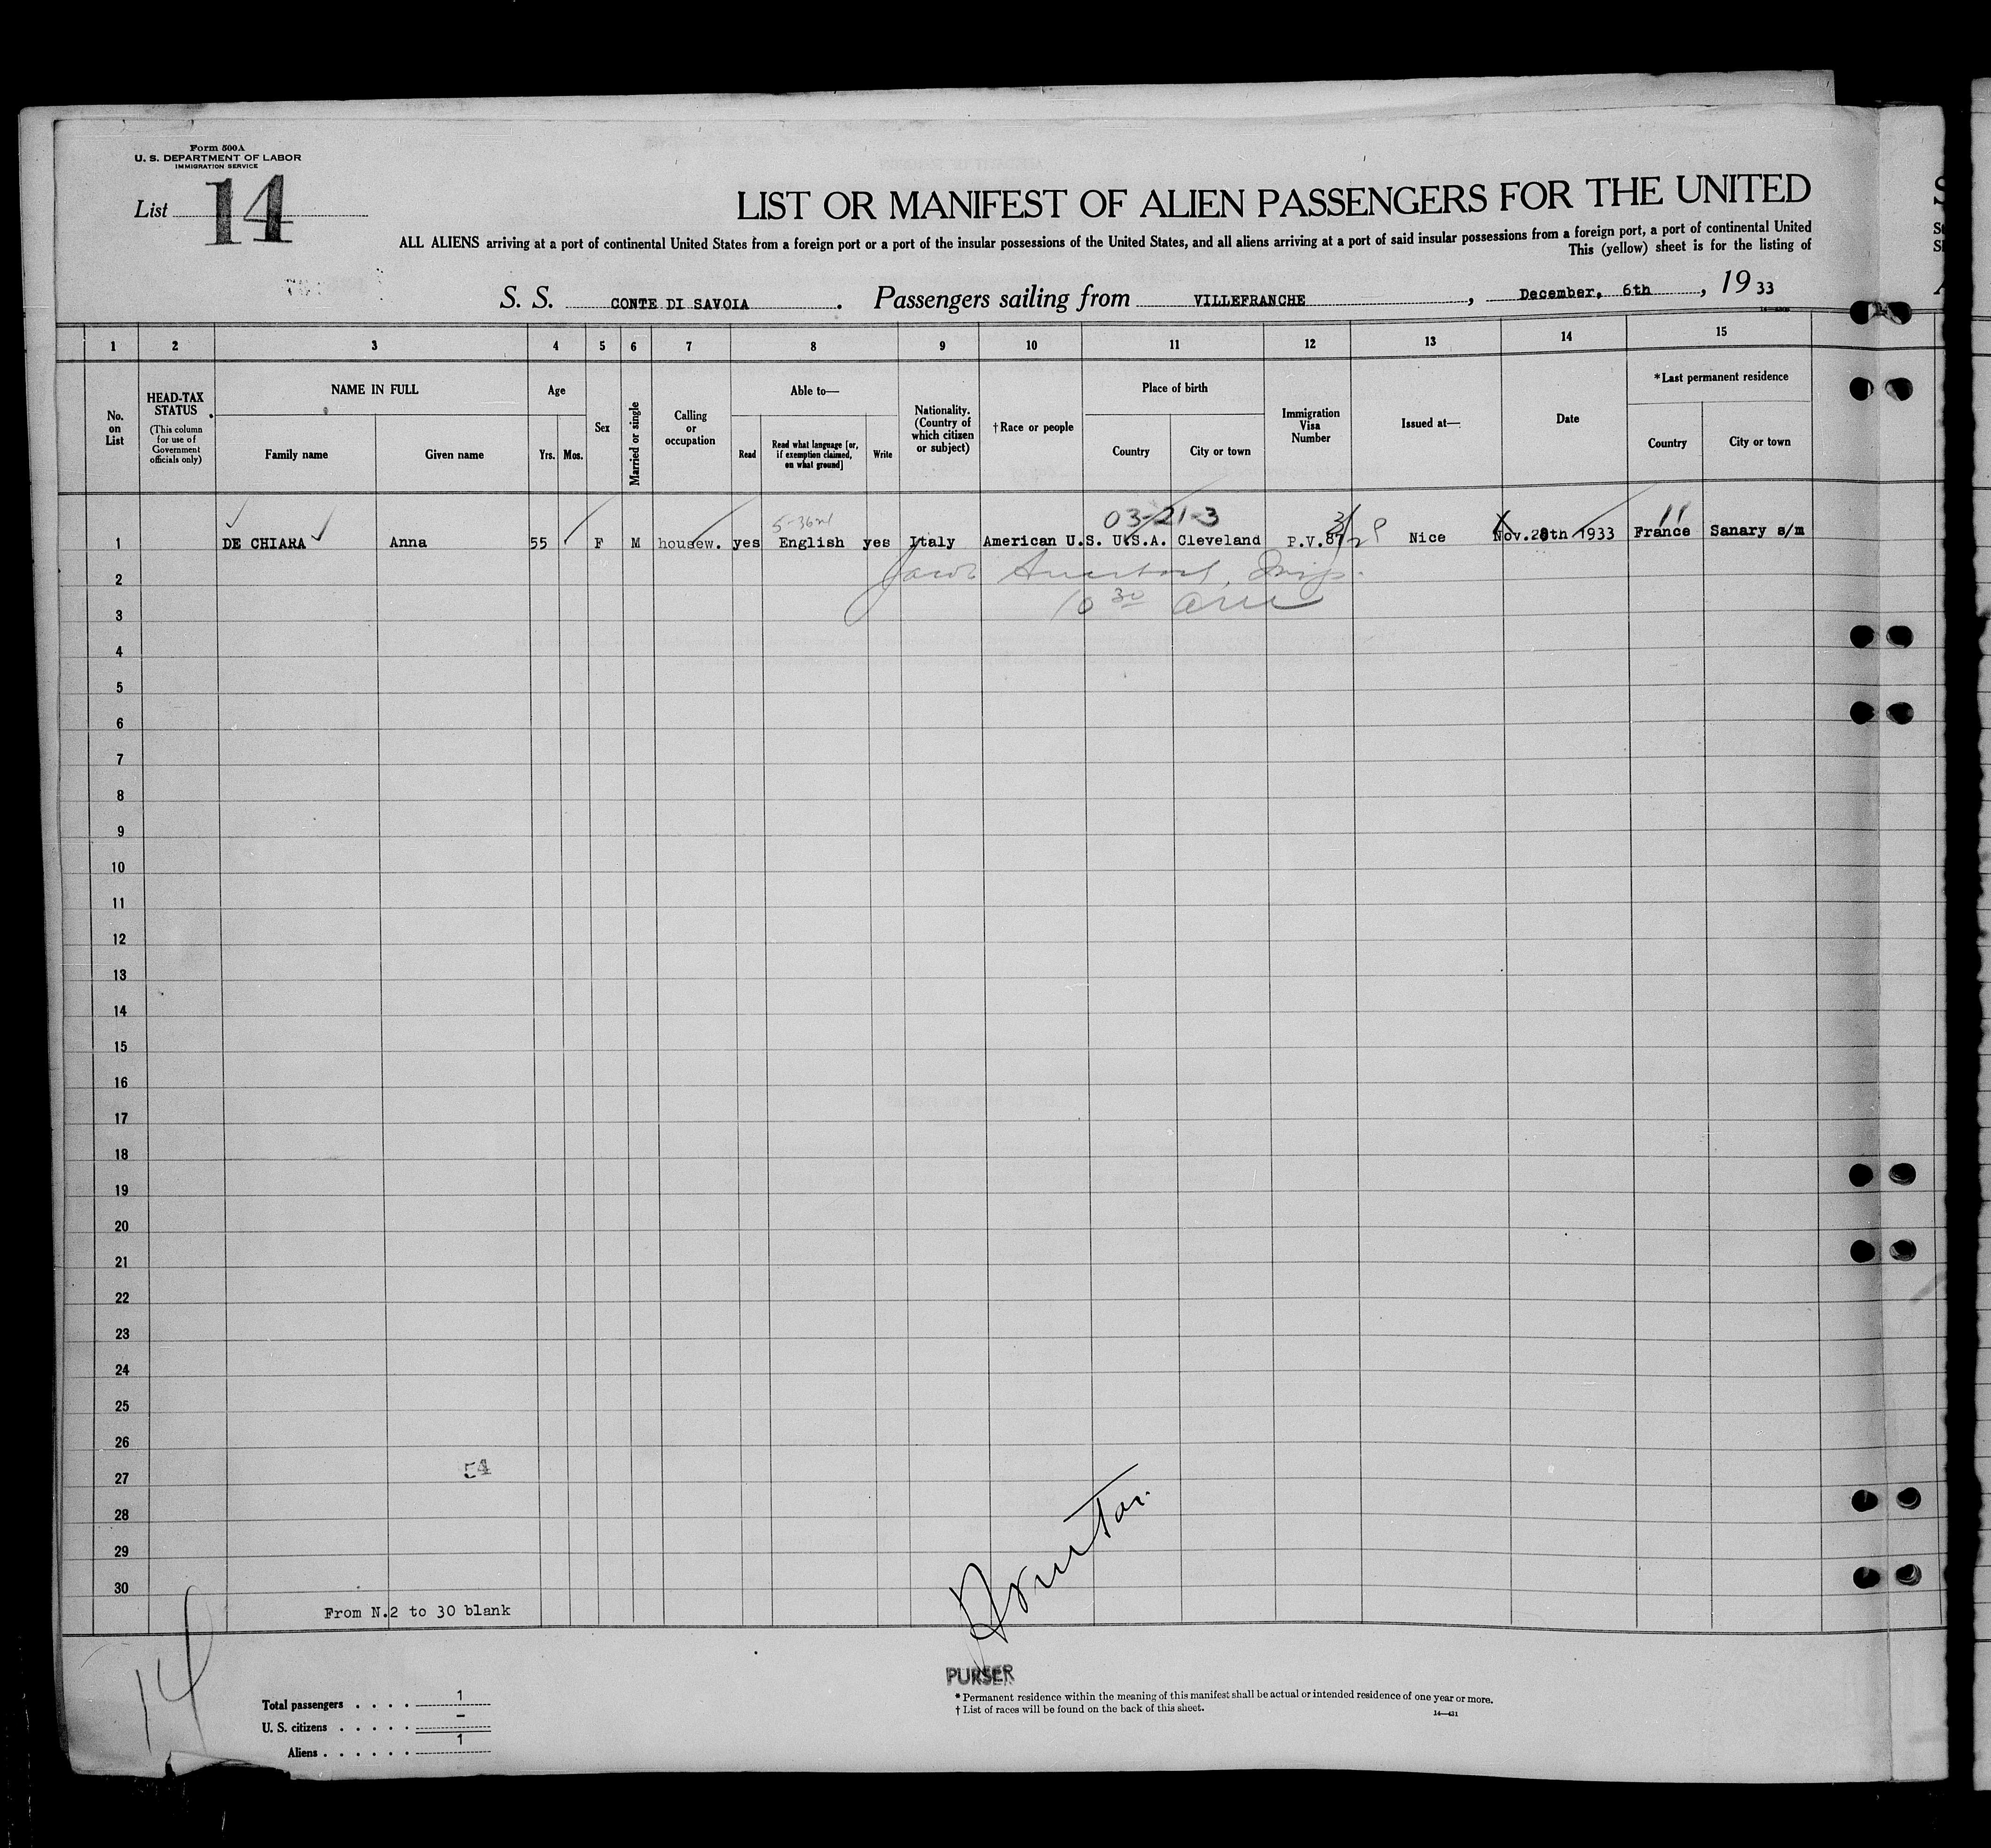 Form 500A
U. S. DEPARTMENT OF LABOR
IMMIGRATION SERVICE
List 14
LIST OR MANIFEST OF ALIEN PASSENGERS FOR THE UNITED
ALL ALIENS arriving at a port of continental United States from a foreign port or a port of the insular possessions of the United States, and all aliens arriving at a port of said insular possessions from a foreign port, a port of continental United
This (yellow) sheet is for the listing of
S. S. CONTE DI SAVOIA. Passengers sailing from VILLEFRANCHE, December, 6th, 19 33
1 2 3 4 5 6 7 8 9 10 11 12 13 14 15
No. on List
HEAD-TAX STATUS (This column for use of Government officials only)
NAME IN FULL
Family name
Given name
Age
Yrs.
Mos.
Sex
Married or single
Calling or occupation
Able to—
Read
Read what language [or, if exemption claimed, on what ground]
Write
Nationality. (Country of which citizen or subject)
†Race or people
Place of birth
Country
City or town
Immigration Visa Number
Issued at—
Date
*Last permanent residence
Country
City or town
03-21-3
1 DE CHIARA Anna 55 F M housew. yes English yes Italy American U.S. U.S.A. Cleveland P.V. Nice Nov. 1933 France Sanary s/m
2
3 10 30
4
5
6
7
8
9
10
11
12
13
14
15
16
17
18
19
20
21
22
23
24
25
26
27 54
28
29
30
From N.2 to 30 blank
14
PURSER
Total passengers . . . . 1
U. S. citizens . . . . . -
Aliens . . . . . . 1
* Permanent residence within the meaning of this manifest shall be actual or intended residence of one year or more.
† List of races will be found on the back of this sheet.
14—431